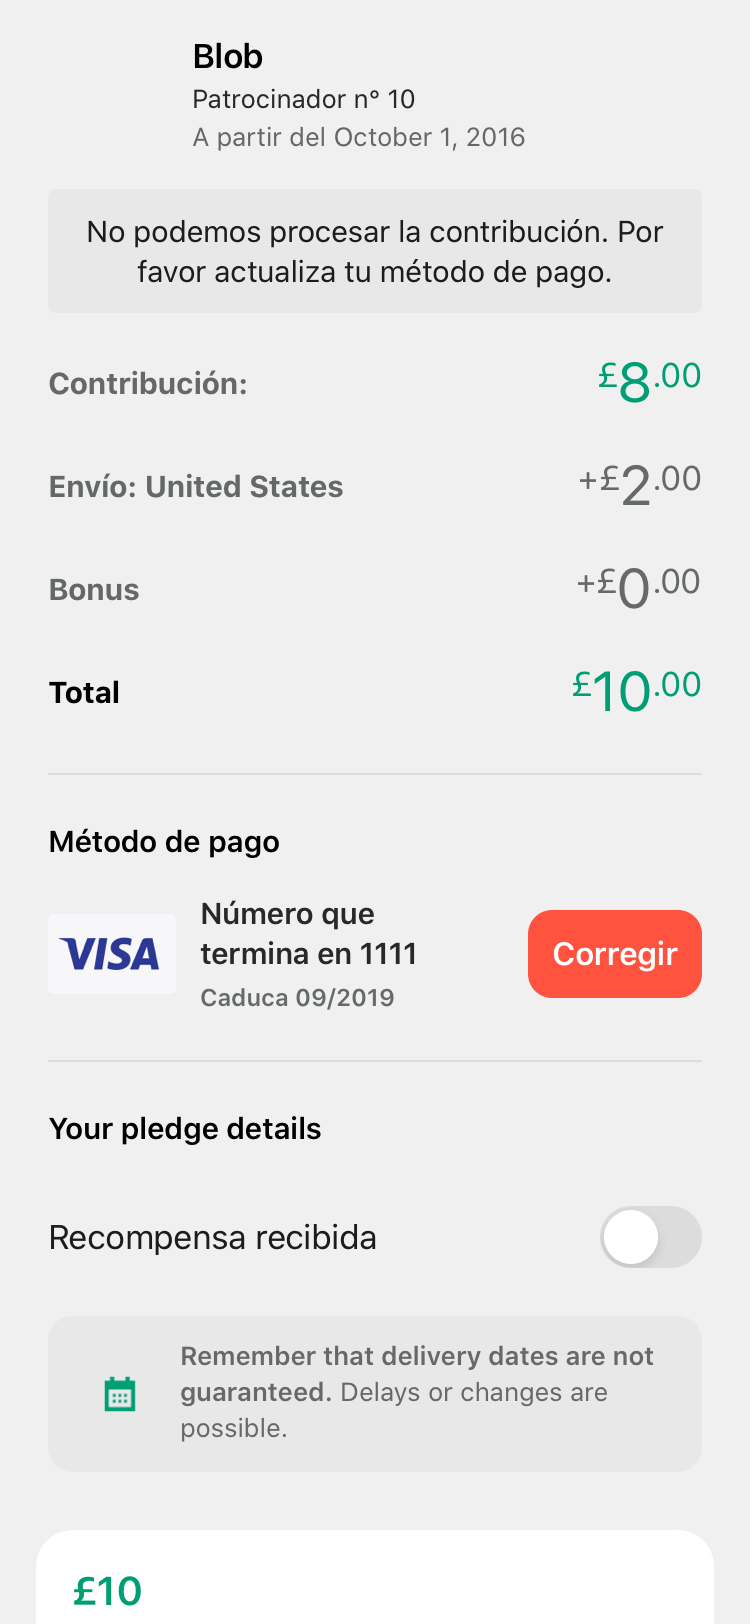 Blob
Patrocinador n° 10
A partir del October 1, 2016
No podemos procesar la contribución. Por
favor actualiza tu método de pago.
Contribución:
£8.00
Envío: United States
+£2.00
Bonus
+£0.00
Total
£10.00
Método de pago
VISA
Número que
termina en 1111
Caduca 09/2019
Corregir
Your pledge details
Recompensa recibida
Remember that delivery dates are not
guaranteed. Delays or changes are
possible.
£10